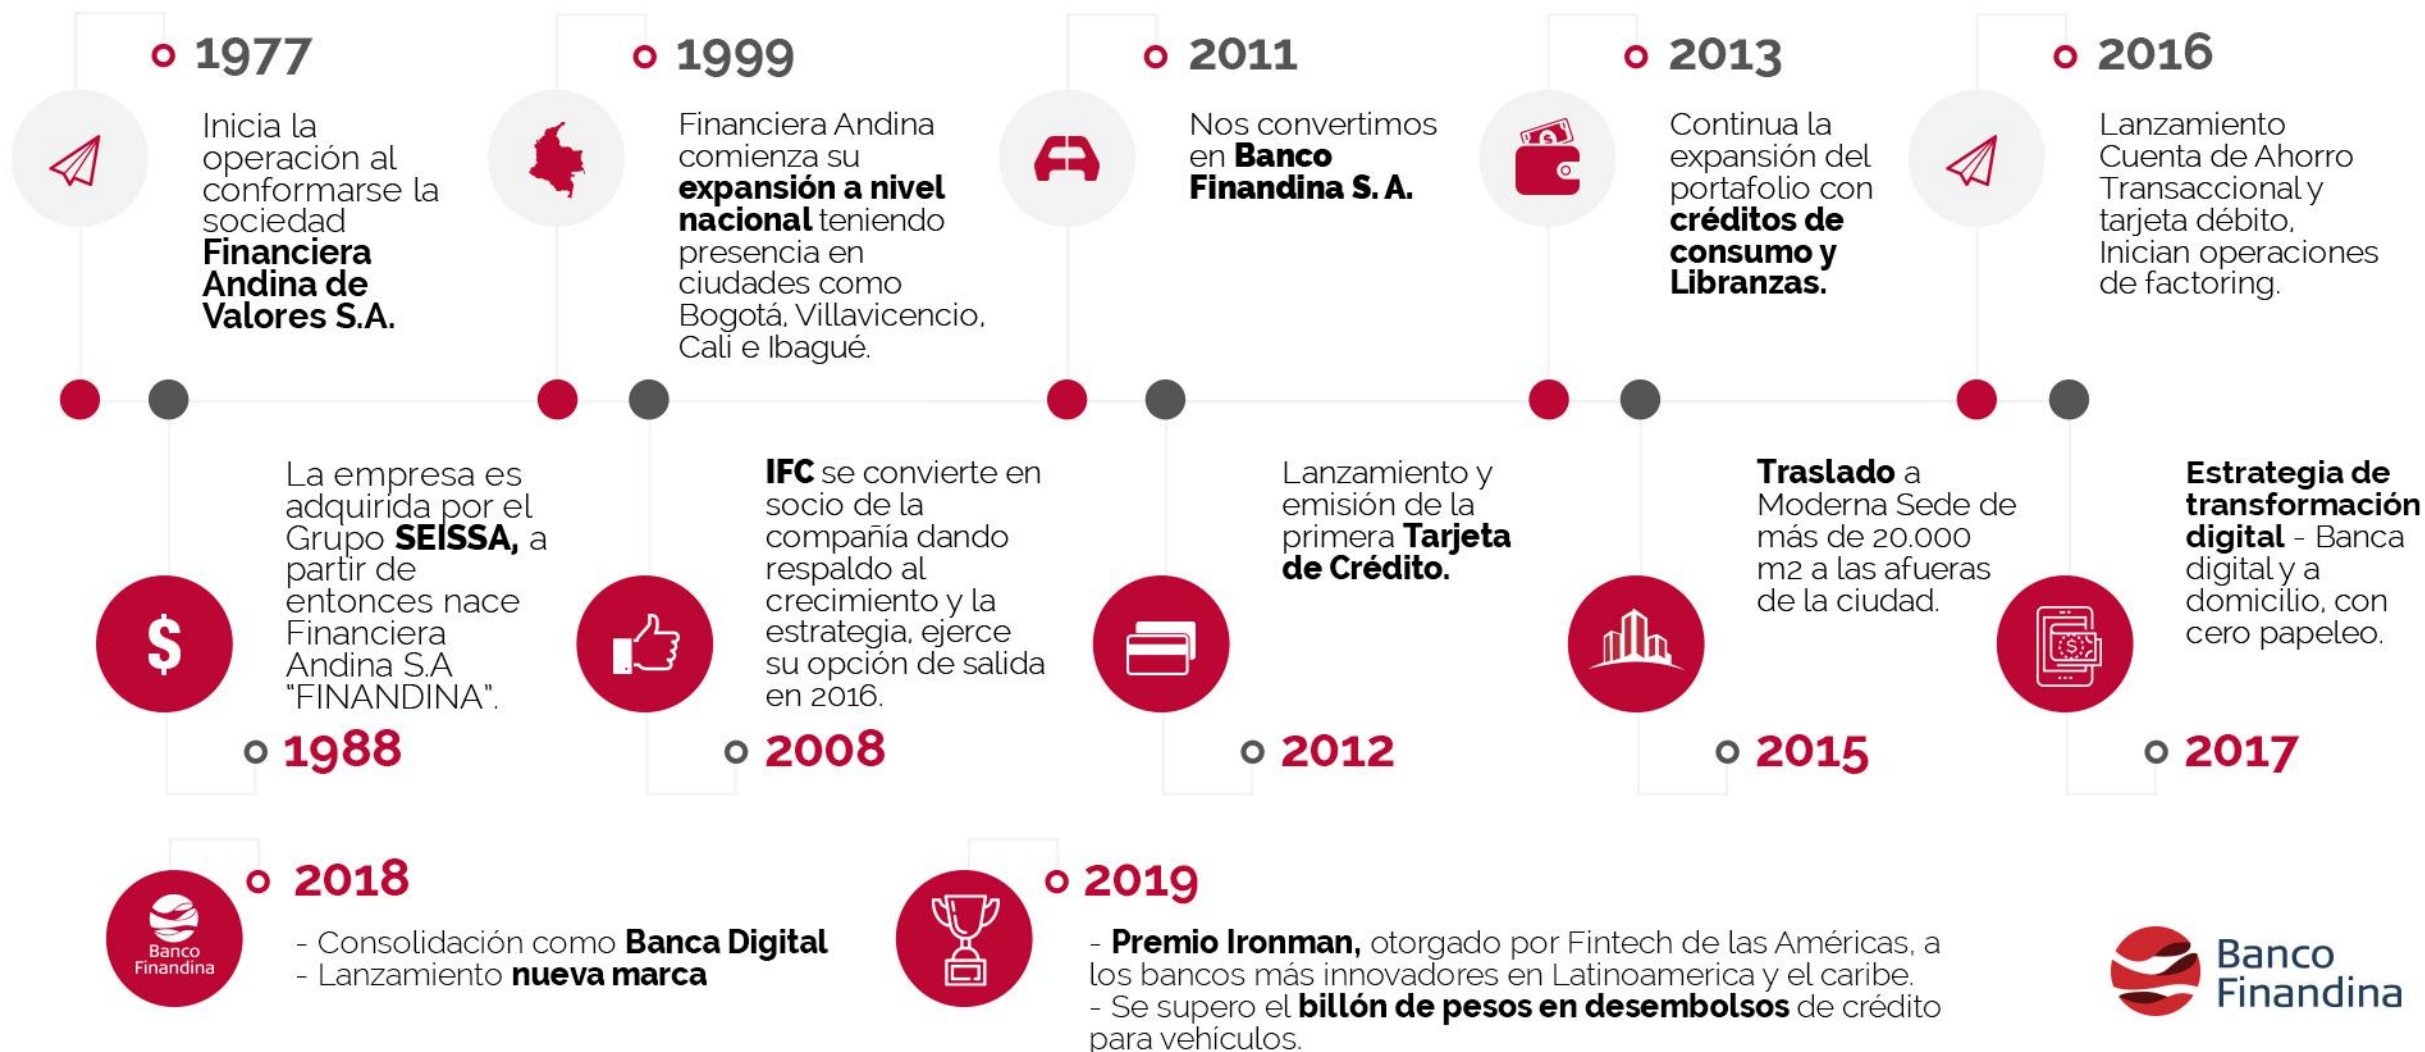 1977
Inicia la
operación al
conformarse la
sociedad
Financiera
Andina de
Valores S.A.
1999
Financiera Andina
comienza su
expansión a nivel
nacional teniendo
presencia en
ciudades como
Bogotá, Villavicencio,
Cali e Ibagué.
2011
Nos convertimos
en Banco
Finandina S. A.
2013
Continua la
expansión del
portafolio con
créditos de
consumo y
Libranzas.
2016
Lanzamiento
Cuenta de Ahorro
Transaccional y
tarjeta débito,
Inician operaciones
de factoring.
La empresa es
adquirida por el
Grupo SEISSA, a
partir de
entonces nace
Financiera
Andina S.A
"FINANDINA".
$
1988
IFC se convierte en
socio de la
compañía dando
respaldo al
crecimiento y la
estrategia, ejerce
su opción de salida
en 2016.
2008
Lanzamiento y
emisión de la
primera Tarjeta
de Crédito.
2012
Traslado a
Moderna Sede de
más de 20.000
m2 a las afueras
de la ciudad.
2015
Estrategia de
transformación
digital - Banca
digital y a
domicilio, con
cero papeleo.
2017
Banco
Finandina
2018
- Consolidación como Banca Digital
- Lanzamiento nueva marca
2019
- Premio Ironman, otorgado por Fintech de las Américas, a
los bancos más innovadores en Latinoamerica y el caribe.
- Se supero el billón de pesos en desembolsos de crédito
para vehículos.
Banco
Finandina